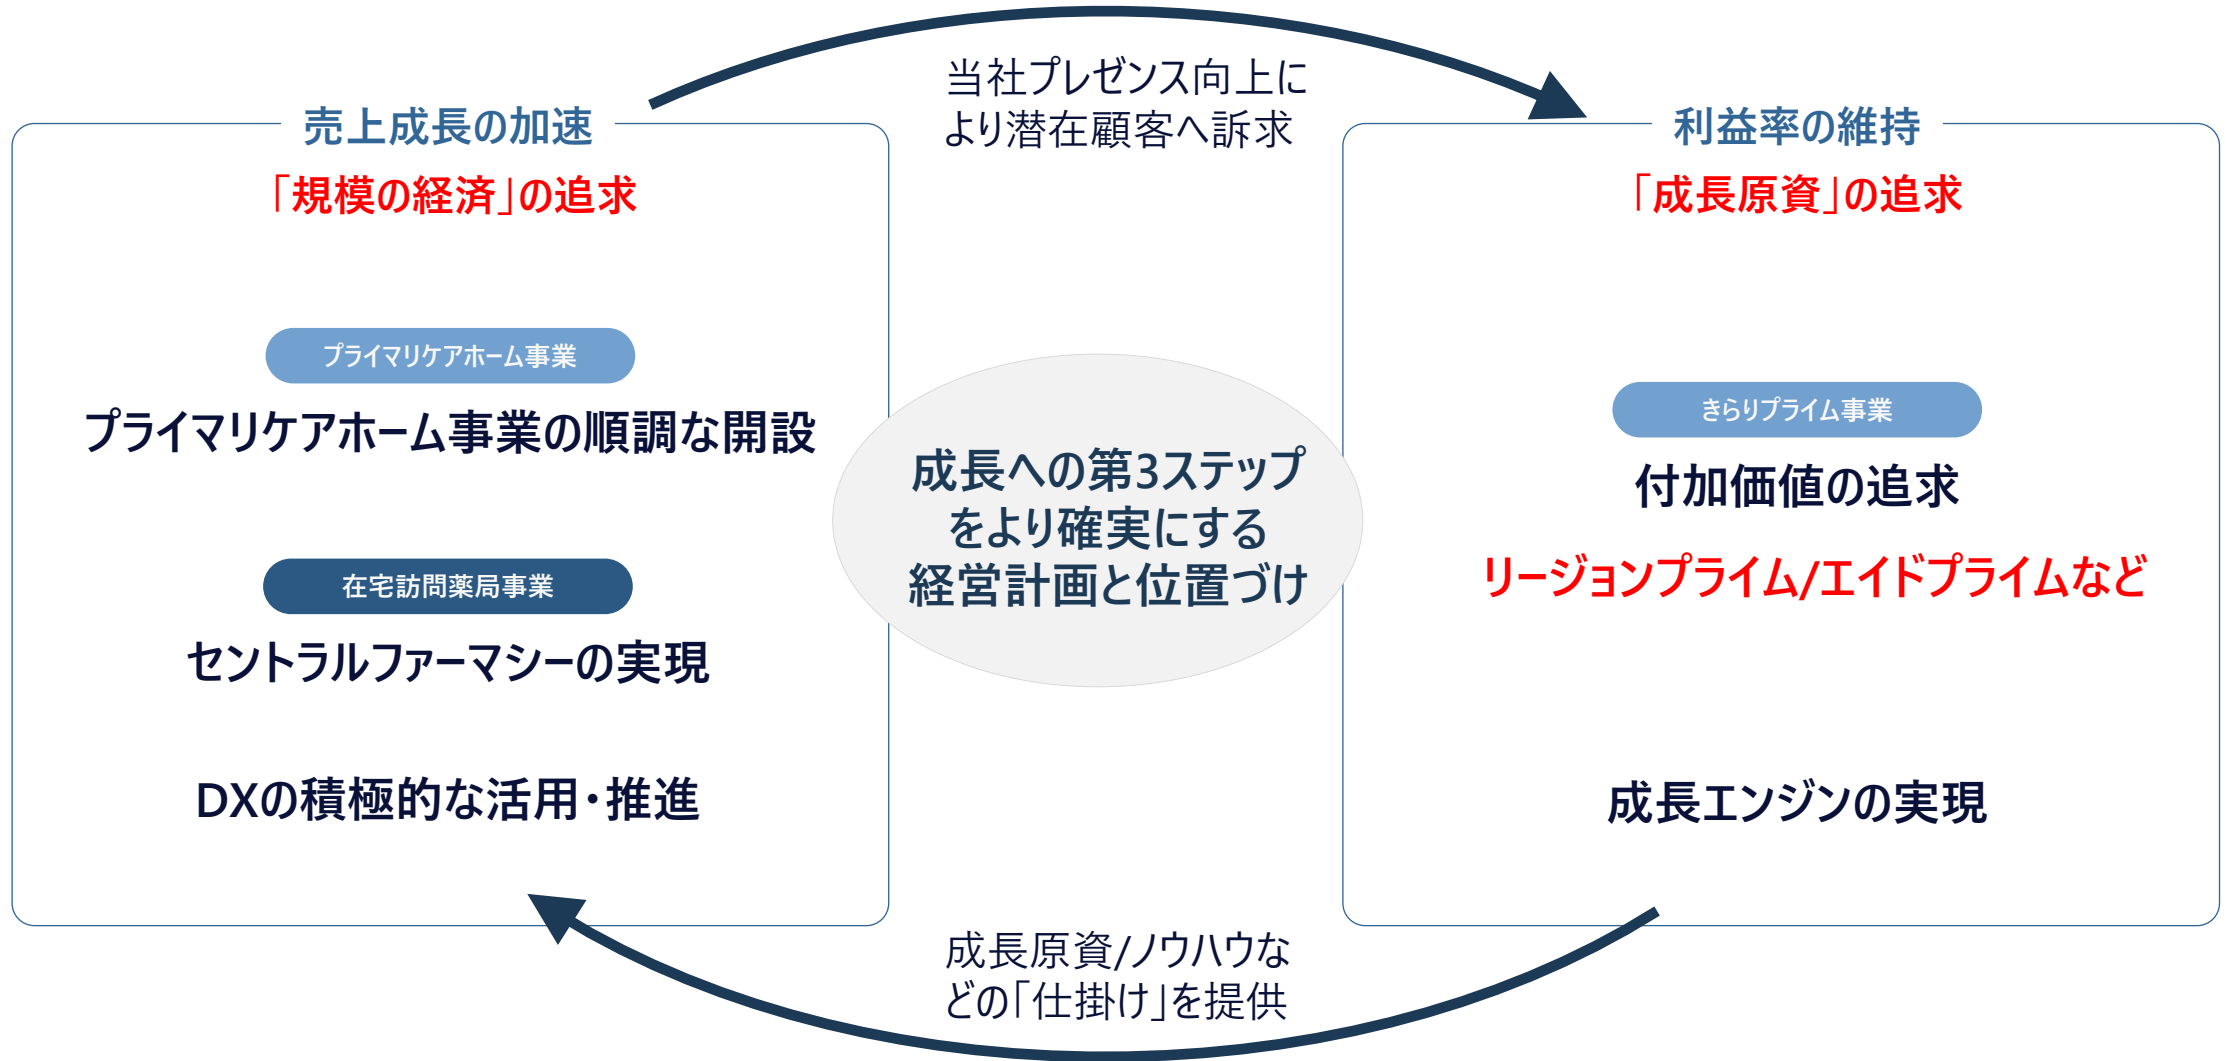 当社プレゼンス向上に
より潜在顧客へ訴求
売上成長の加速
「規模の経済」の追求
プライマリケアホーム事業
プライマリケアホーム事業の順調な開設
在宅訪問薬局事業
セントラルファーマシーの実現
DXの積極的な活用・推進
成長への第3ステップ
をより確実にする
経営計画と位置づけ
利益率の維持
「成長原資」の追求
きらりプライム事業
付加価値の追求
リージョンプライム/エイドプライムなど
成長エンジンの実現
成長原資/ノウハウな
どの「仕掛け」を提供